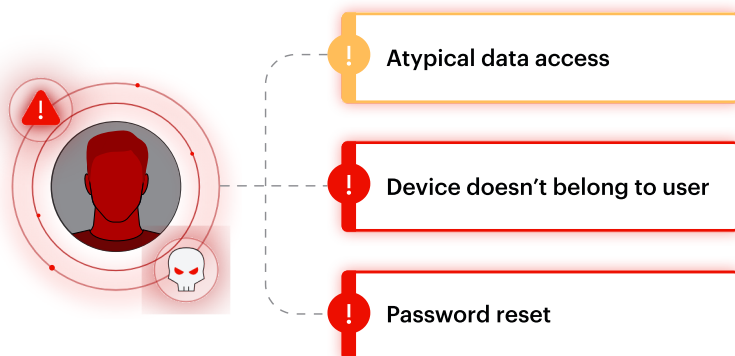 Atypical data access
Device doesn’t belong to user
Password reset